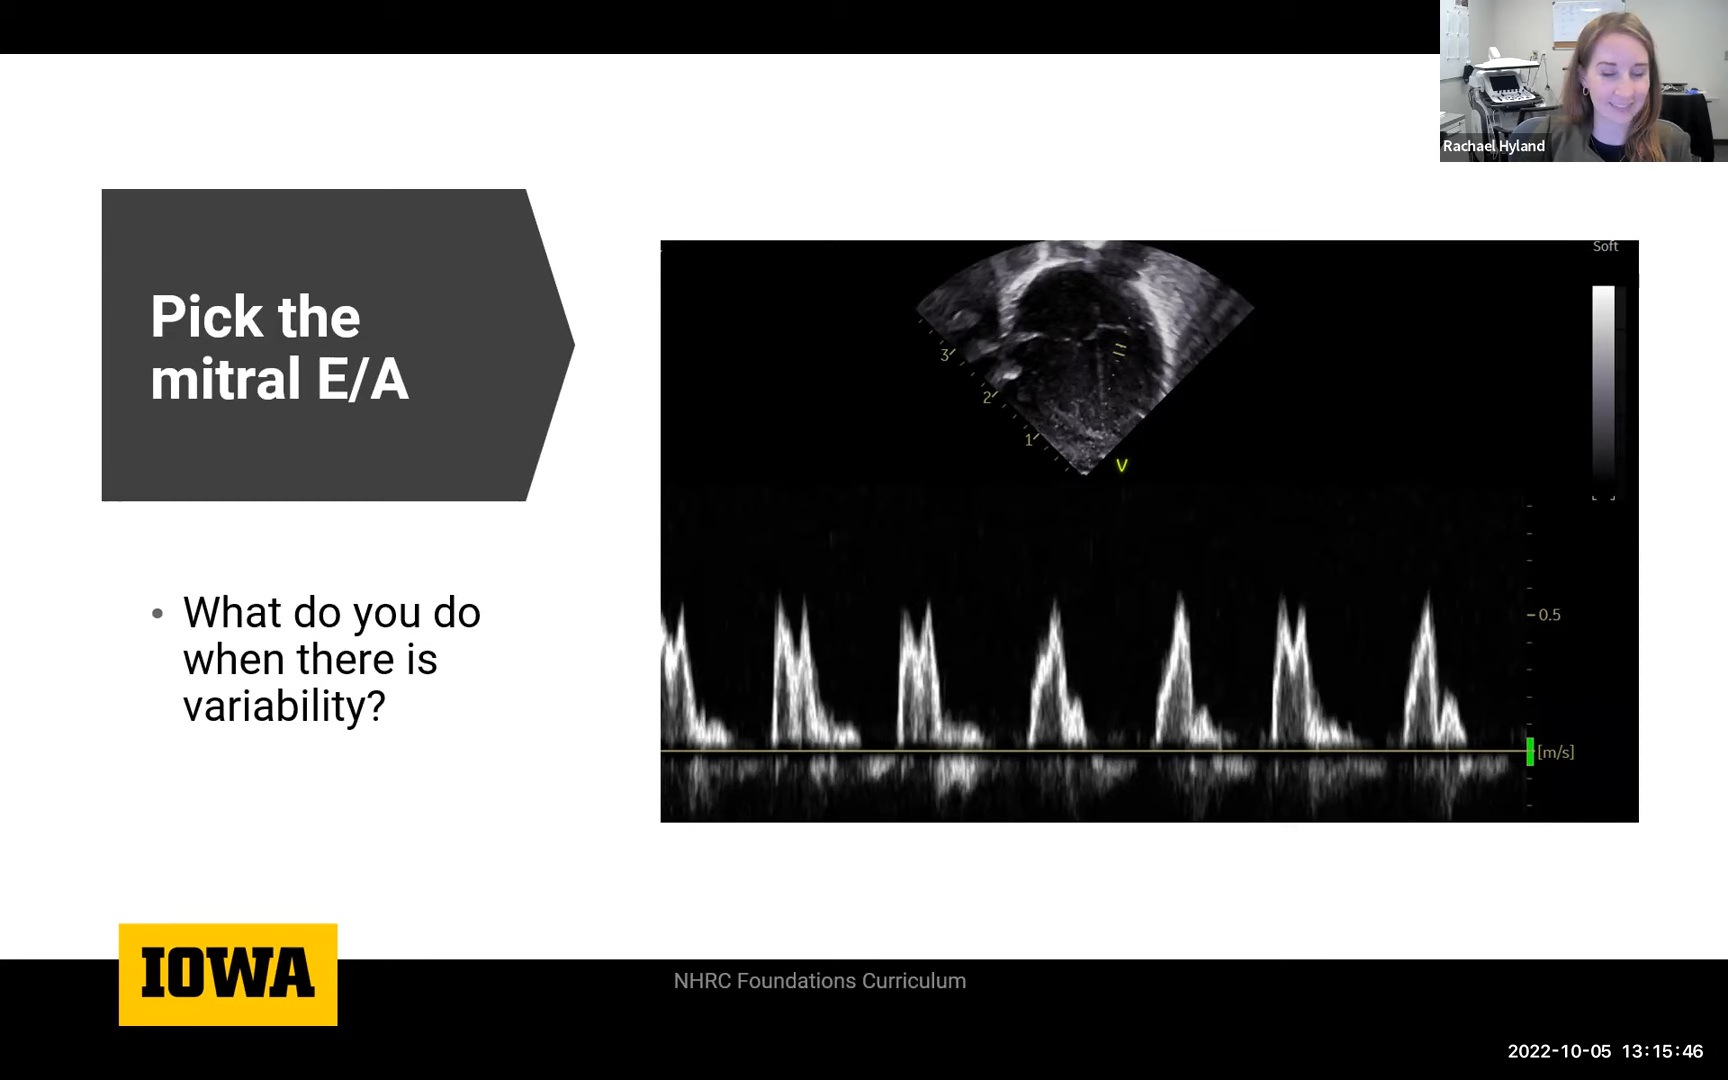 Rachael Hyland
Pick the
mitral E/A
What do you do
when there is
variability?
Soft
3
2
1
V
0.5
[m/s]
IOWA
NHRC Foundations Curriculum
2022-10-05 13:15:46